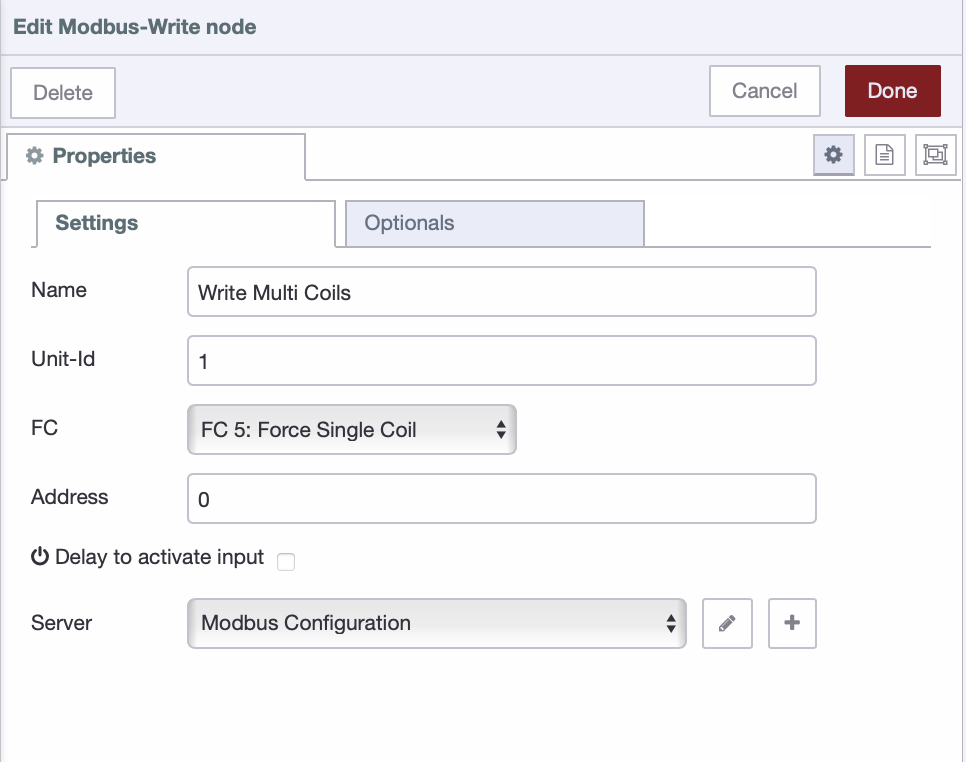 Edit Modbus-Write node
Delete
Cancel
Done
Properties
Settings
Optionals
Name
Write Multi Coils
Unit-Id
1
FC
FC 5: Force Single Coil
Address
0
Delay to activate input
Server
Modbus Configuration